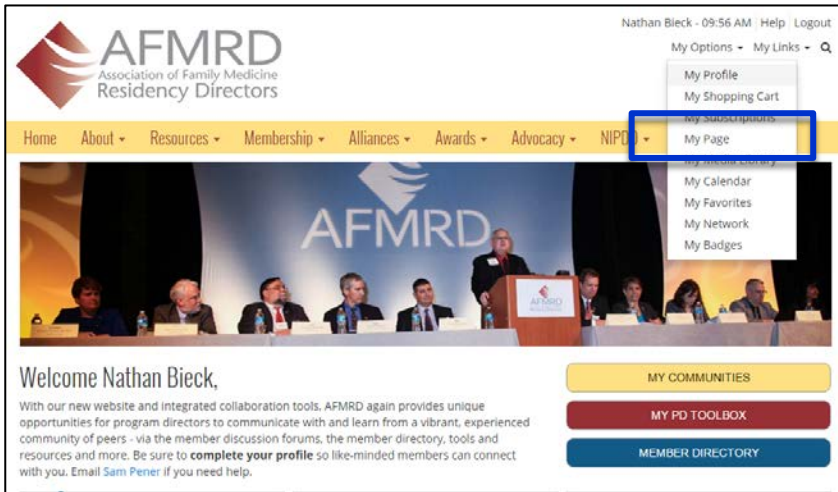 Nathan Bieck - 09:56 AM Help Logout
My Options My Links
AFMRD
Association of Family Medicine
Residency Directors
My Profile
My Shopping Cart
My Subscriptions
My Page
My Media Library
My Calendar
My Favorites
My Network
My Badges
Home About Resources Membership Alliances Awards Advocacy
AFMRD
AFMRD
Welcome Nathan Bieck,
With our new website and integrated collaboration tools, AFMRD again provides unique
opportunities for program directors to communicate with and learn from a vibrant, experienced
community of peers - via the member discussion forums, the member directory, tools and
resources and more. Be sure to complete your profile so like-minded members can connect
with you. Email Sam Pener if you need help.
MY COMMUNITIES
MY PD TOOLBOX
MEMBER DIRECTORY